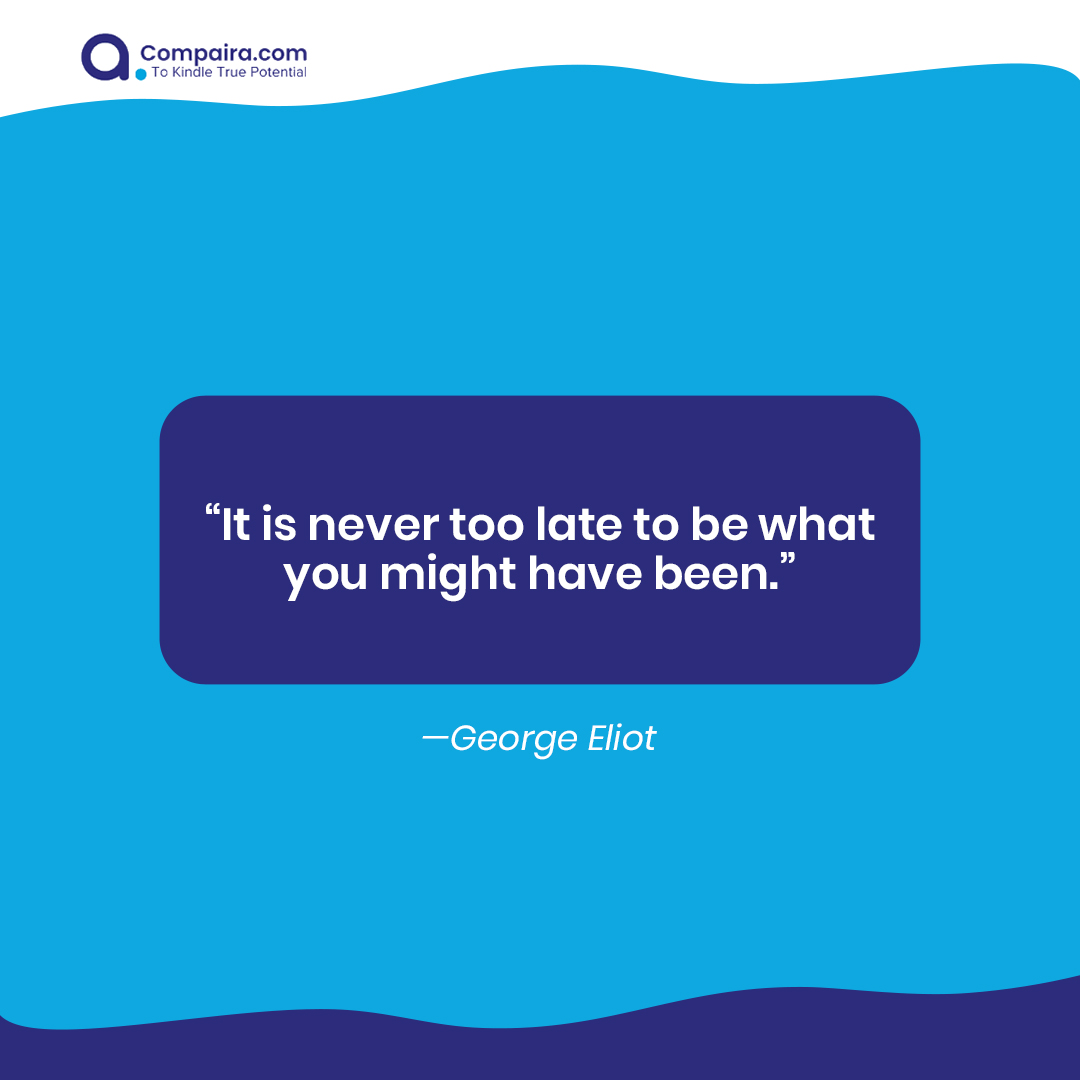 Compaira.com
To Kindle True Potential
“It is never too late to be what
you might have been.”
—George Eliot